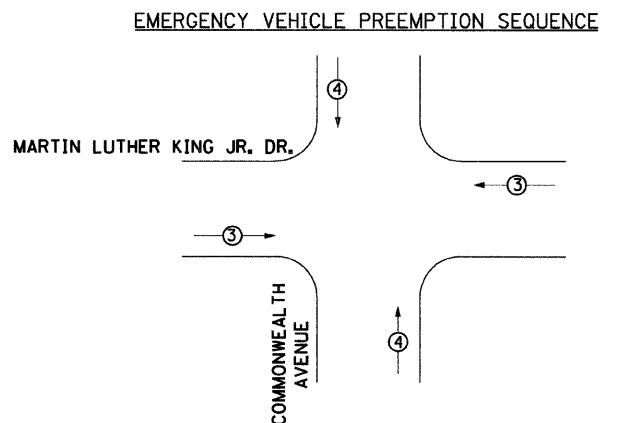 EMERGENCY VEHICLE PREEMPTION SEQUENCE
4
MARTIN LUTHER KING JR. DR.
3
3
COMMONWEALTH
AVENUE
4